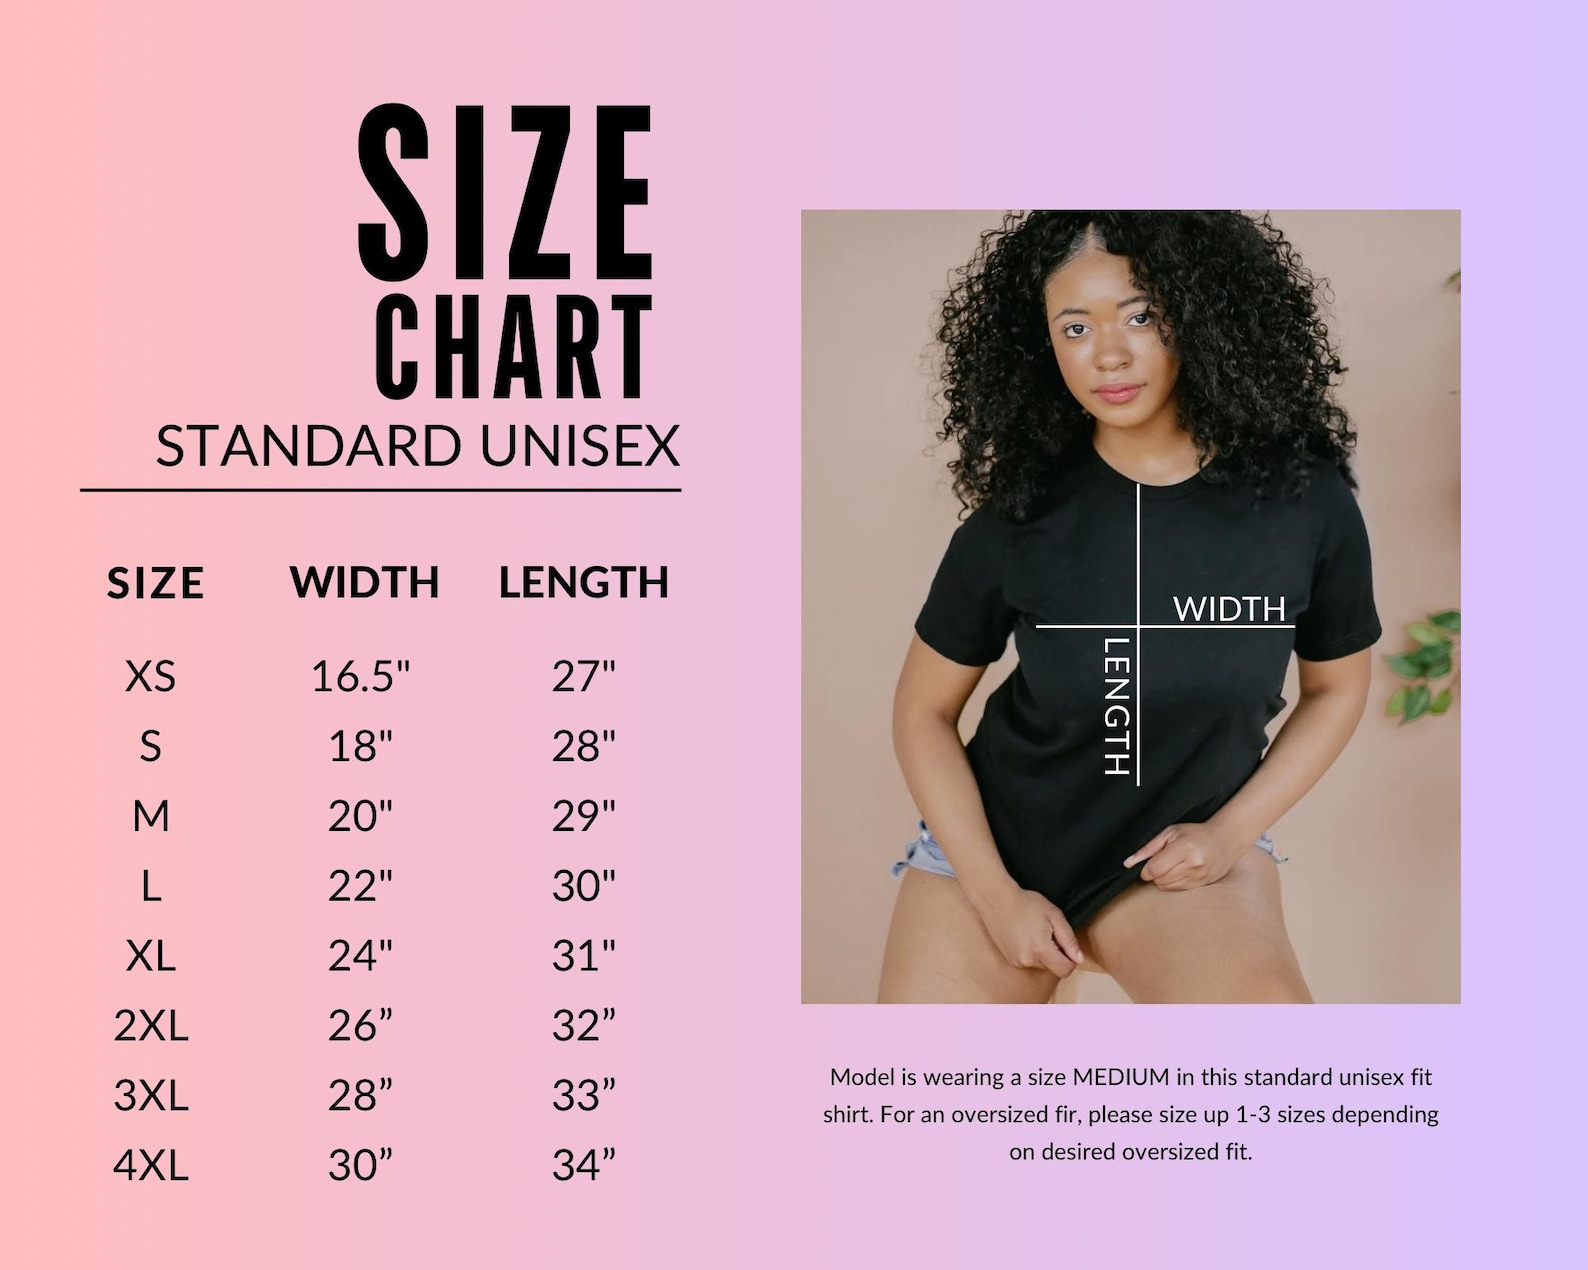 SIZE
CHART
STANDARD UNISEX
SIZE WIDTH LENGTH
XS 16.5" 27"
S 18" 28"
M 20" 29"
L 22" 30"
XL 24" 31"
2XL 26” 32”
3XL 28” 33”
4XL 30” 34”
WIDTH
LENGTH
Model is wearing a size MEDIUM in this standard unisex fit
shirt. For an oversized fir, please size up 1-3 sizes depending
on desired oversized fit.